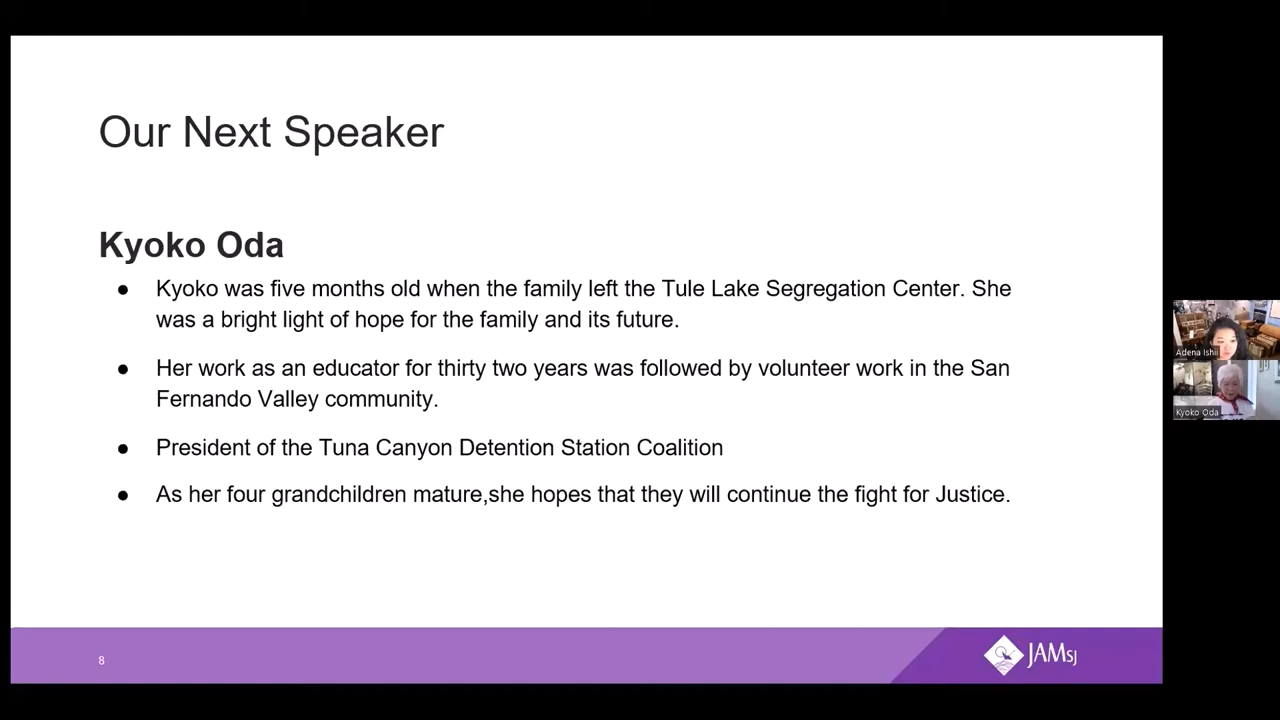 Our Next Speaker
Kyoko Oda
● Kyoko was five months old when the family left the Tule Lake Segregation Center. She
was a bright light of hope for the family and its future.
● Her work as an educator for thirty two years was followed by volunteer work in the San
Fernando Valley community.
● President of the Tuna Canyon Detention Station Coalition
● As her four grandchildren mature,she hopes that they will continue the fight for Justice.
Adena Ishii
Kyoko Oda
8
JAMsj